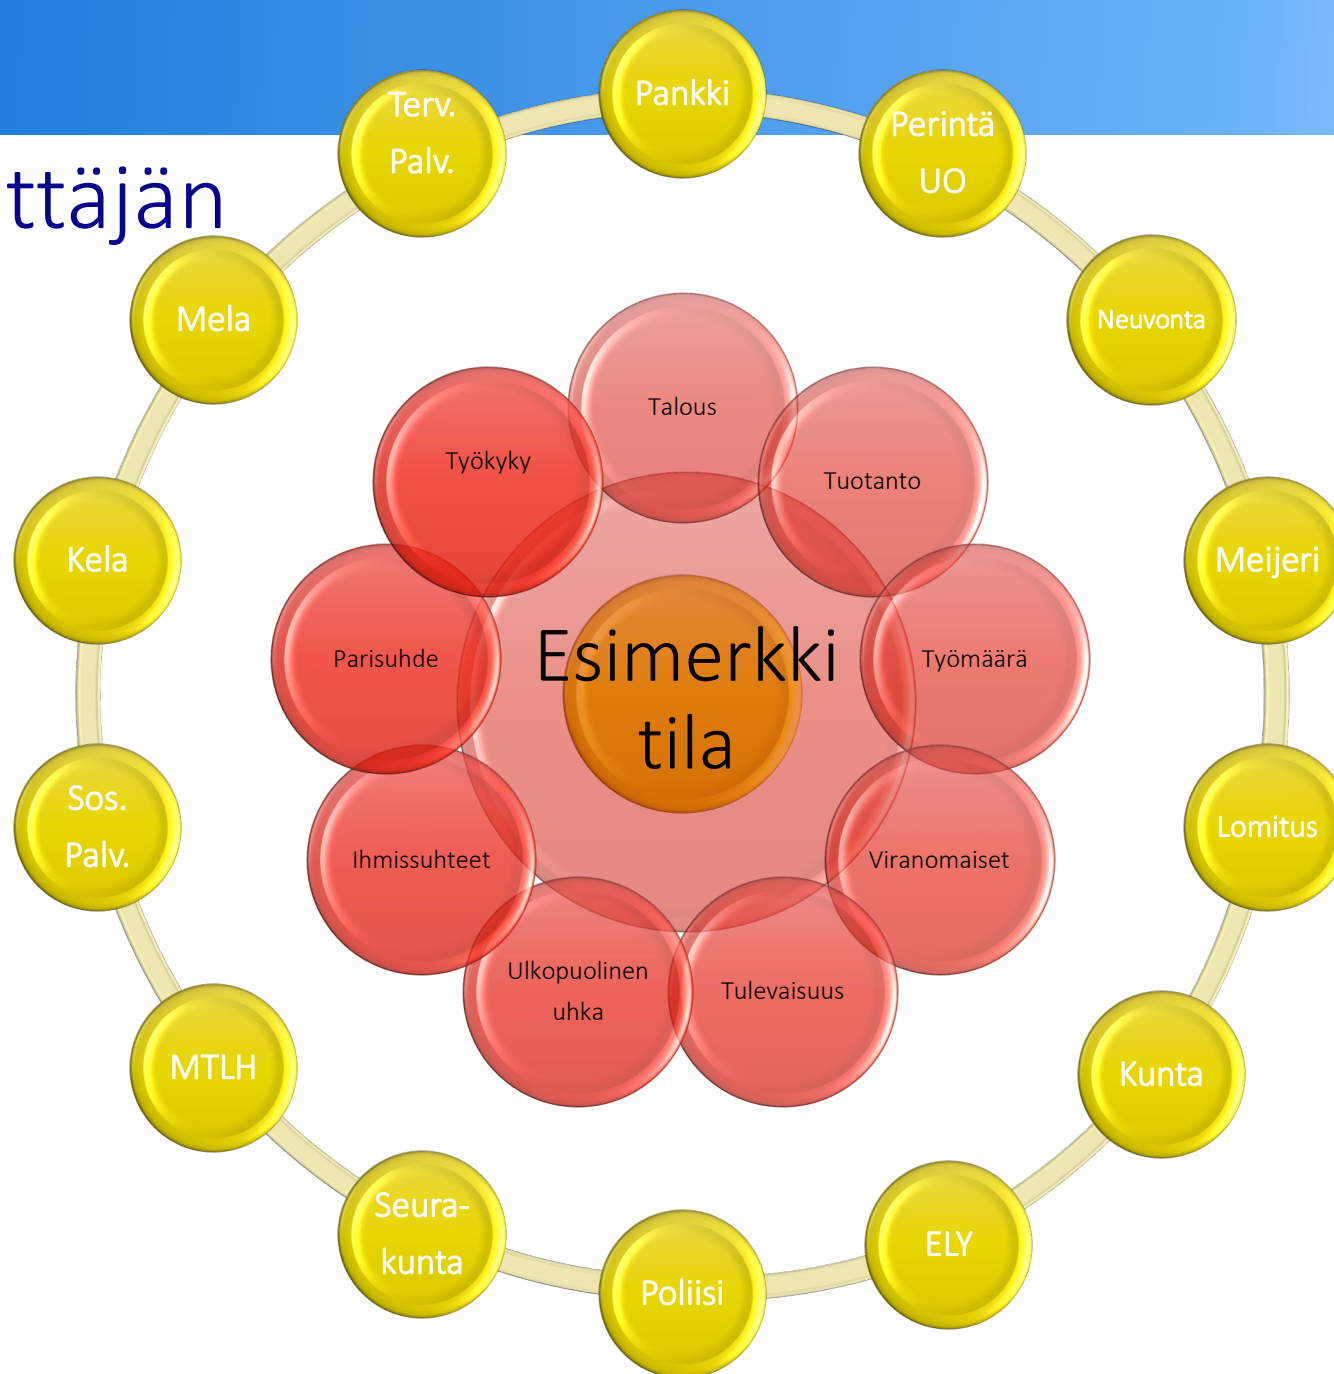 ttäjän
Pankki
Perintä
UO
Neuvonta
Meijeri
Lomitus
Kunta
ELY
Poliisi
Seura-
kunta
MTLH
Sos.
Palv.
Kela
Mela
Terv.
Palv.
Talous
Tuotanto
Työmäärä
Viranomaiset
Tulevaisuus
Ulkopuolinen
uhka
Ihmissuhteet
Parisuhde
Työkyky
Esimerkki
tila